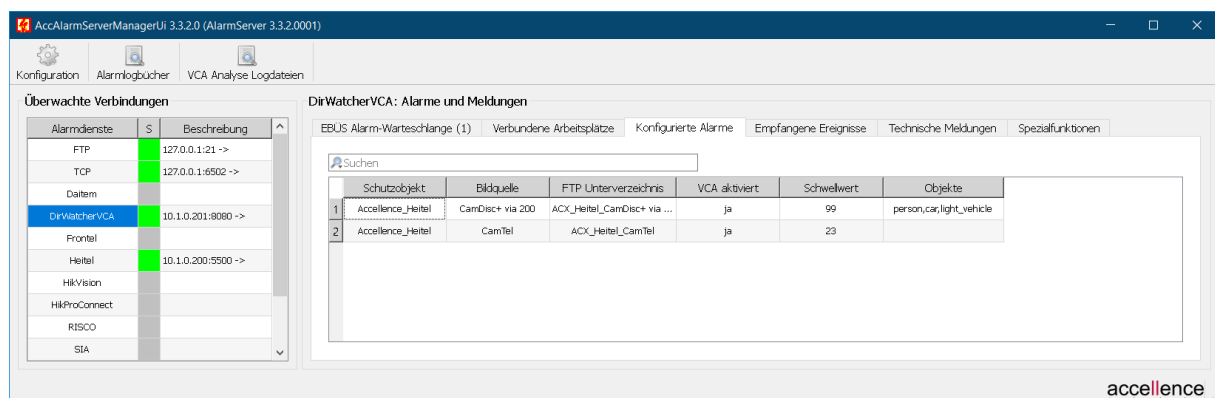 AccAlarmServerManagerUi 3.3.2.0 (AlarmServer 3.3.2.0001)
Konfiguration Alarmlogbücher VCA Analyse Logdateien
Überwachte Verbindungen
Alarmdienste S Beschreibung
FTP 127.0.0.1:21 ->
TCP 127.0.0.1:6502 ->
Daitem
DirWatcherVCA 10.1.0.201:8080 ->
Frontel
Heitel 10.1.0.200:5500 ->
HikVision
HikProConnect
RISCO
SIA
DirWatcherVCA: Alarme und Meldungen
EBÜS Alarm-Warteschlange (1) Verbundene Arbeitsplätze Konfigurierte Alarme Empfangene Ereignisse Technische Meldungen Spezialfunktionen
Suchen
Schutzobjekt Bildquelle FTP Unterverzeichnis VCA aktiviert Schwellwert Objekte
1 Accellence_Heitel CamDisc+ via 200 ACX_Heitel_CamDisc+ via ... ja 99 person,car,light_vehicle
2 Accellence_Heitel CamTel ACX_Heitel_CamTel ja 23
accellence